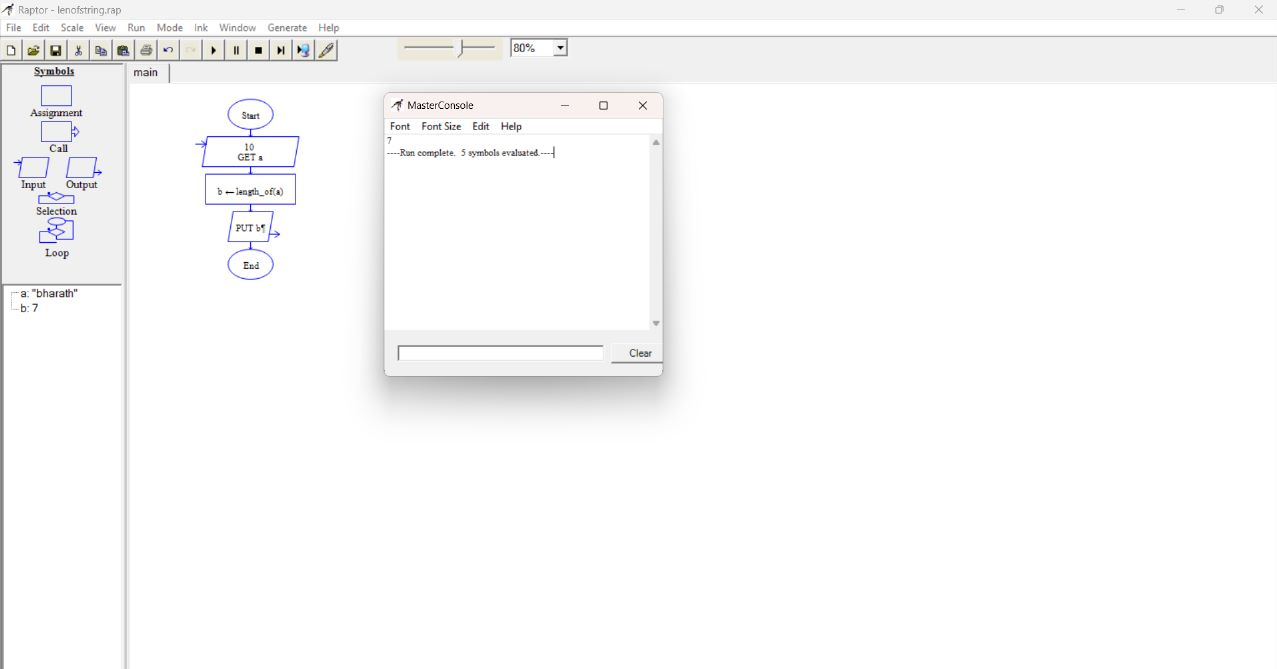 Raptor - lenofstring.rap
File Edit Scale View Run Mode Ink Window Generate Help
80%
Symbols
Assignment
Call
Input Output
Selection
Loop
a: "bharath"
b: 7
main
Start
10
GET a
b ← length_of(a)
PUT b¶
End
MasterConsole
Font Font Size Edit Help
7
----Run complete. 5 symbols evaluated.----
Clear